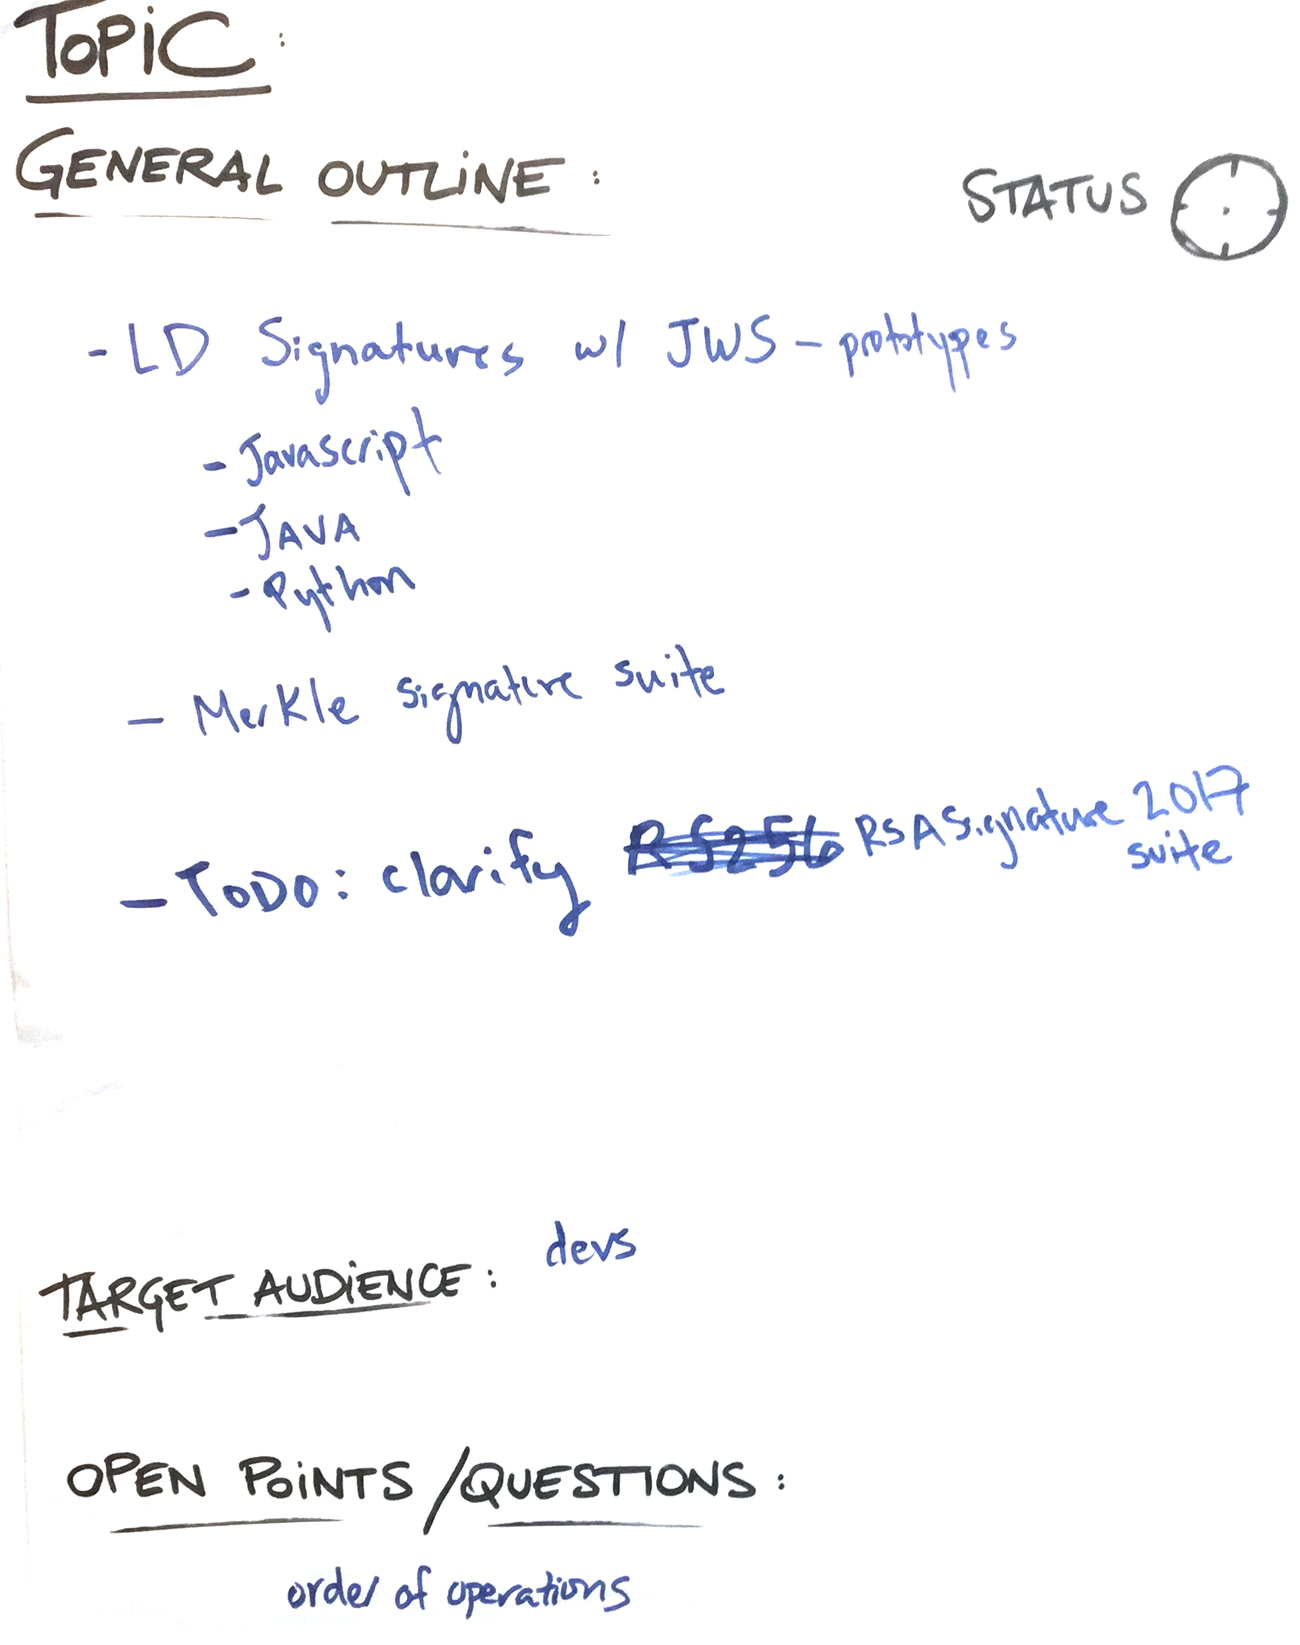 TOPiC :
GENERAL OUTLINE :
STATUS
- LD Signatures w/ JWS - prototypes
- Javascript
- JAVA
- Python
- Merkle signature suite
- TODO: clarify RS256 RSASignature 2017
suite
TARGET AUDiENCE : devs
OPEN POiNTS / QUESTIONS :
order of operations